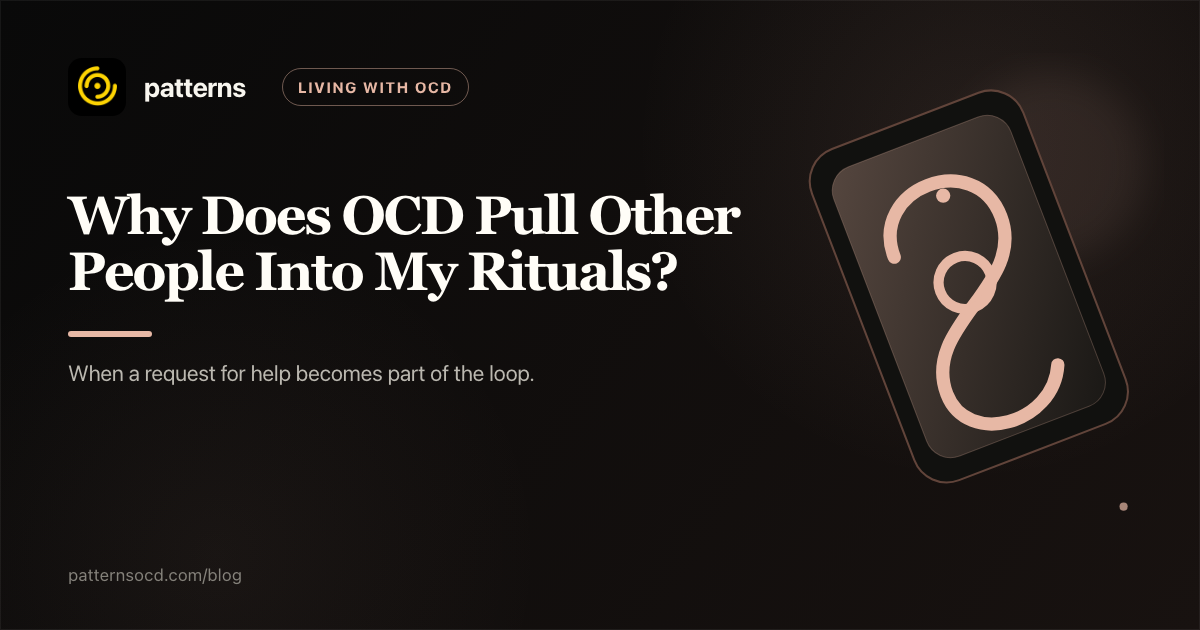 patterns
LIVING WITH OCD
Why Does OCD Pull Other
People Into My Rituals?
When a request for help becomes part of the loop.
patternsocd.com/blog